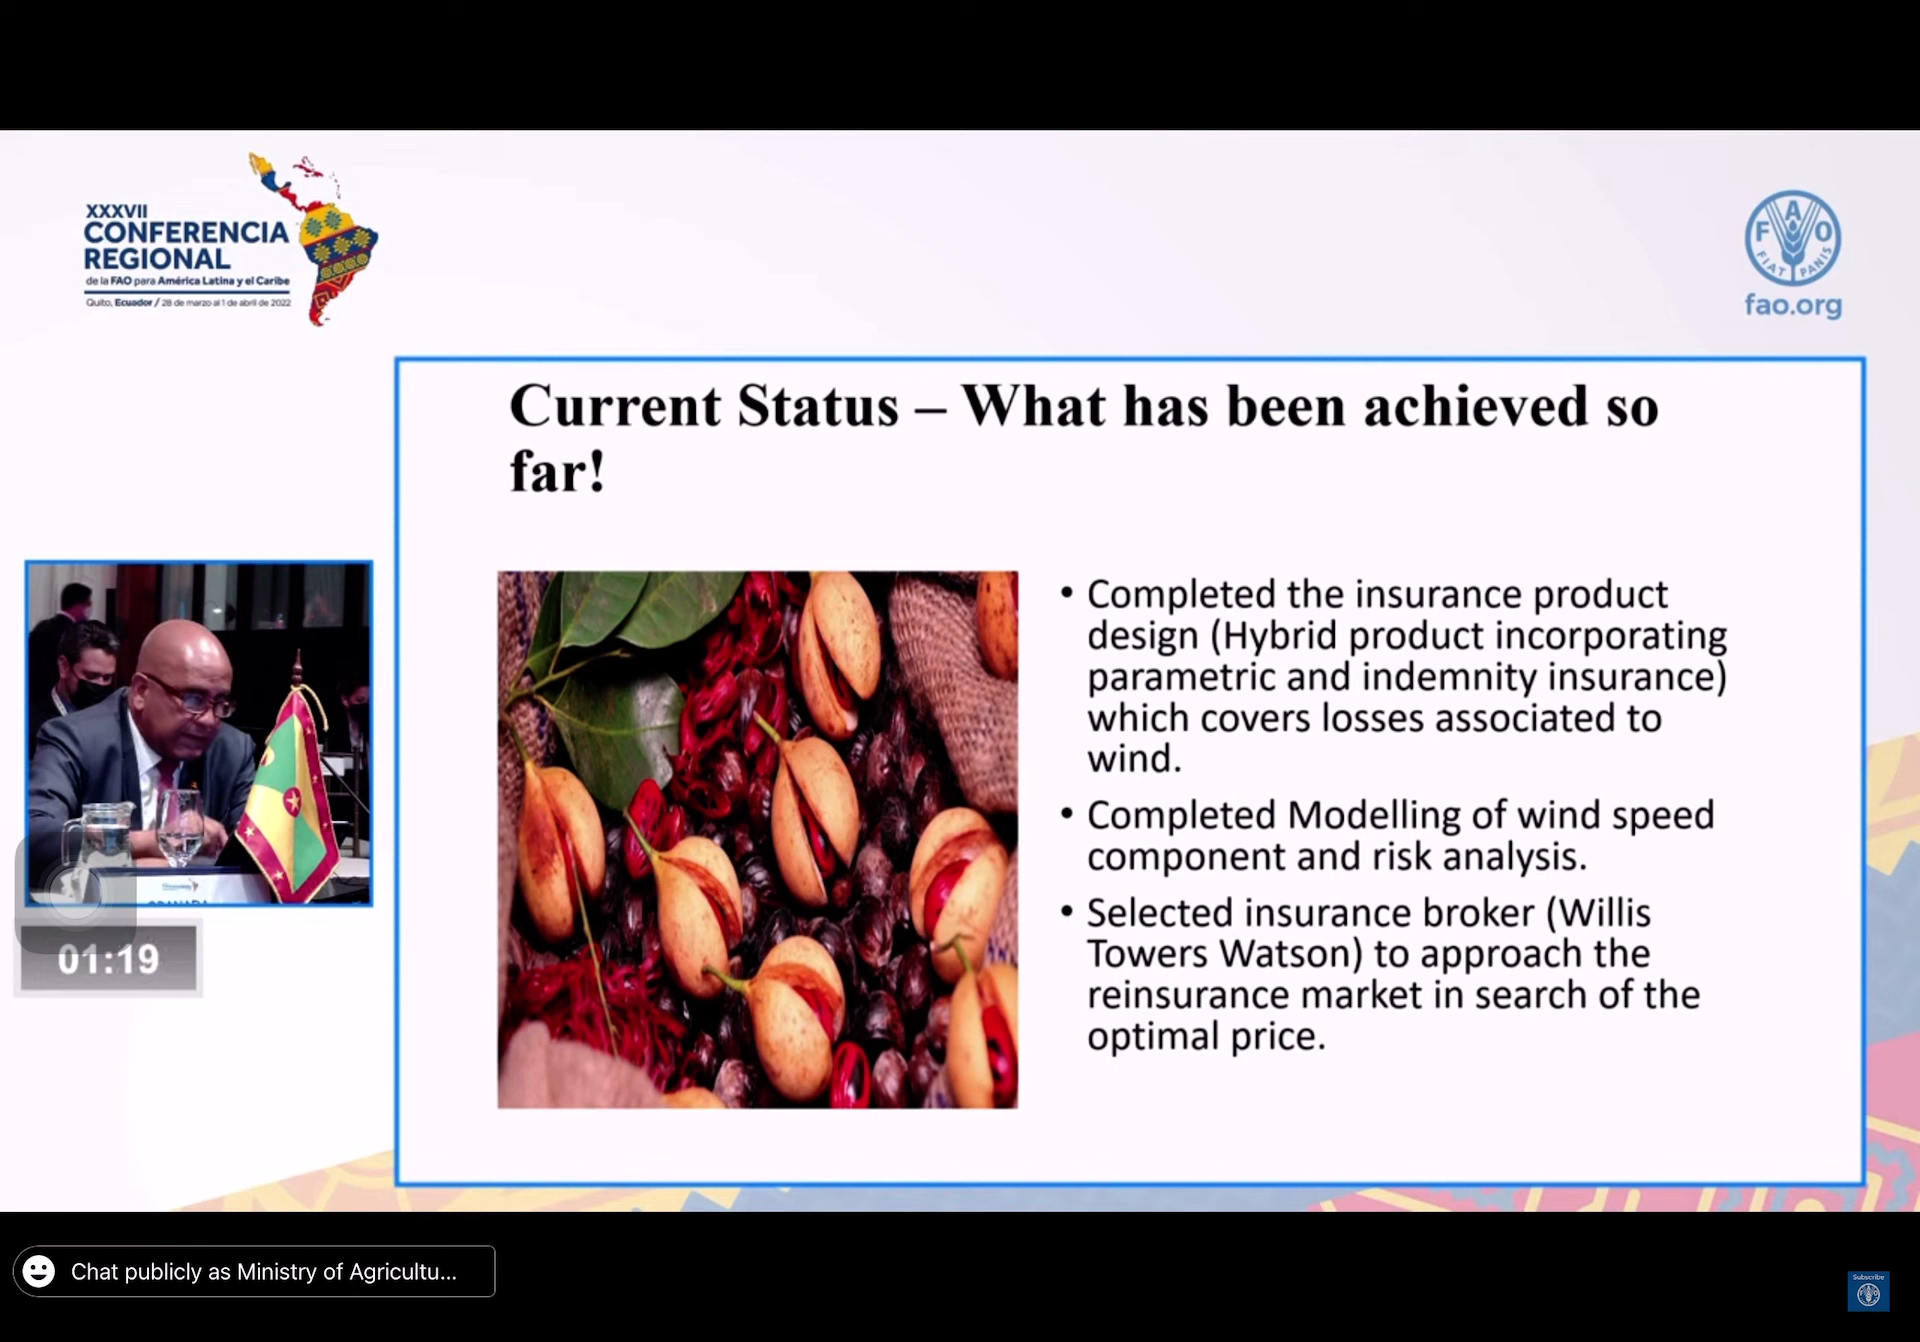 XXXVII
CONFERENCIA
REGIONAL
de la FAO para América Latina y el Caribe
Quito, Ecuador / 28 de marzo al 1 de abril de 2022
F A O
FIAT PANIS
fao.org
Current Status – What has been achieved so
far!
• Completed the insurance product
design (Hybrid product incorporating
parametric and indemnity insurance)
which covers losses associated to
wind.
• Completed Modelling of wind speed
component and risk analysis.
• Selected insurance broker (Willis
Towers Watson) to approach the
reinsurance market in search of the
optimal price.
01:19
Chat publicly as Ministry of Agricultu...
Subscribe